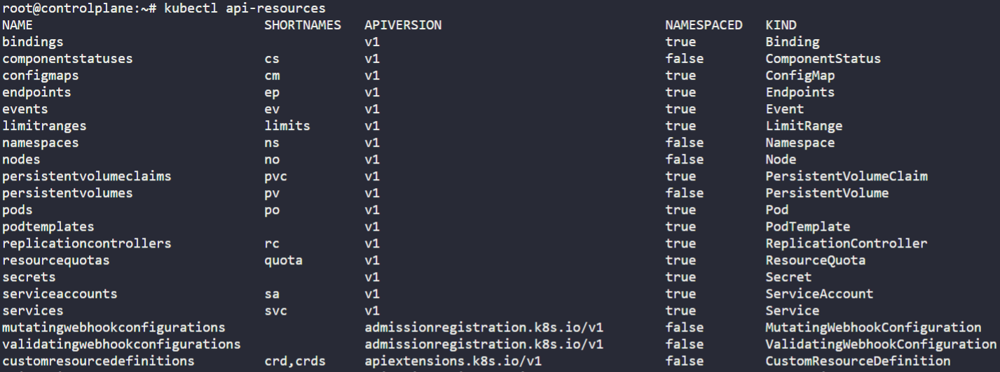 root@controlplane:~# kubectl api-resources
NAME SHORTNAMES APIVERSION NAMESPACED KIND
bindings v1 true Binding
componentstatuses cs v1 false ComponentStatus
configmaps cm v1 true ConfigMap
endpoints ep v1 true Endpoints
events ev v1 true Event
limitranges limits v1 true LimitRange
namespaces ns v1 false Namespace
nodes no v1 false Node
persistentvolumeclaims pvc v1 true PersistentVolumeClaim
persistentvolumes pv v1 false PersistentVolume
pods po v1 true Pod
podtemplates v1 true PodTemplate
replicationcontrollers rc v1 true ReplicationController
resourcequotas quota v1 true ResourceQuota
secrets v1 true Secret
serviceaccounts sa v1 true ServiceAccount
services svc v1 true Service
mutatingwebhookconfigurations admissionregistration.k8s.io/v1 false MutatingWebhookConfiguration
validatingwebhookconfigurations admissionregistration.k8s.io/v1 false ValidatingWebhookConfiguration
customresourcedefinitions crd,crds apiextensions.k8s.io/v1 false CustomResourceDefinition